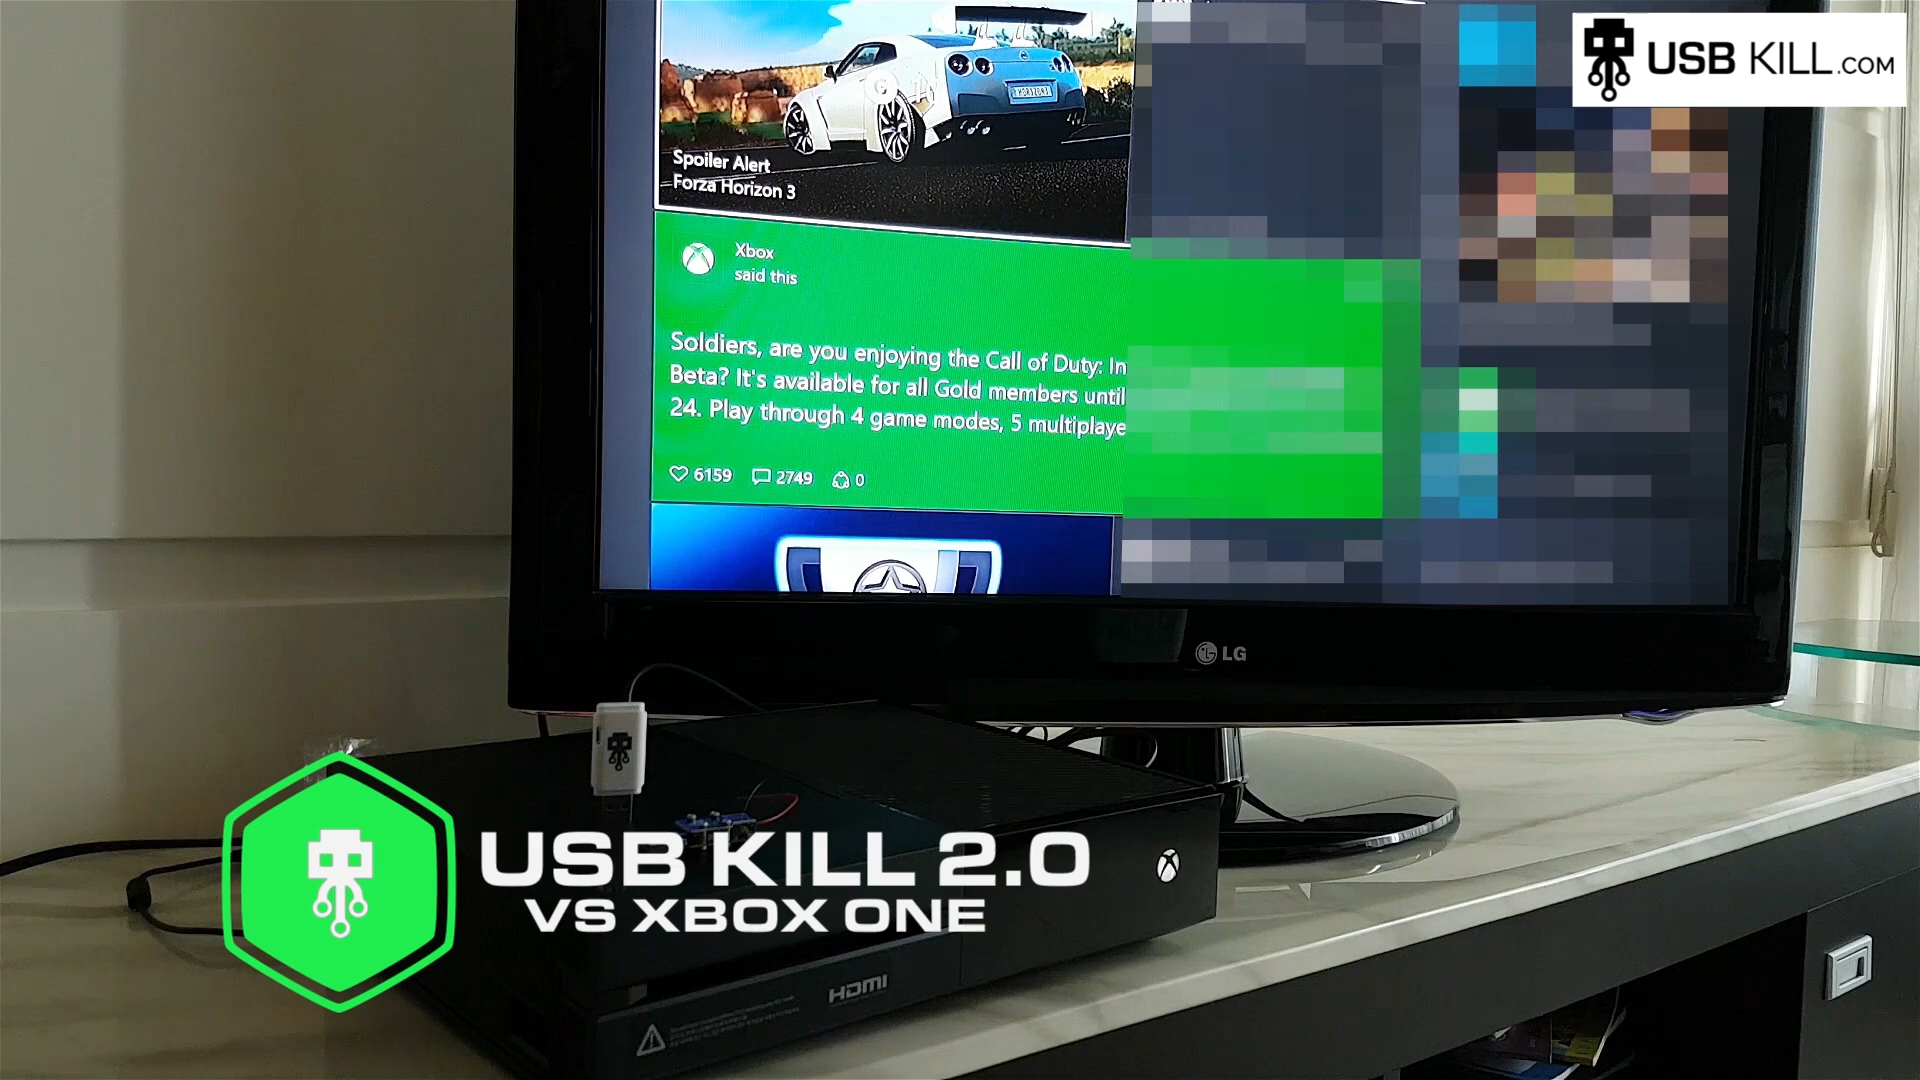 USB KILL.COM
Spoiler Alert
Forza Horizon 3
Xbox
said this
Soldiers, are you enjoying the Call of Duty: In
Beta? It's available for all Gold members until
24. Play through 4 game modes, 5 multiplaye
6159 2749 0
LG
USB KILL 2.0
VS XBOX ONE
HDMI